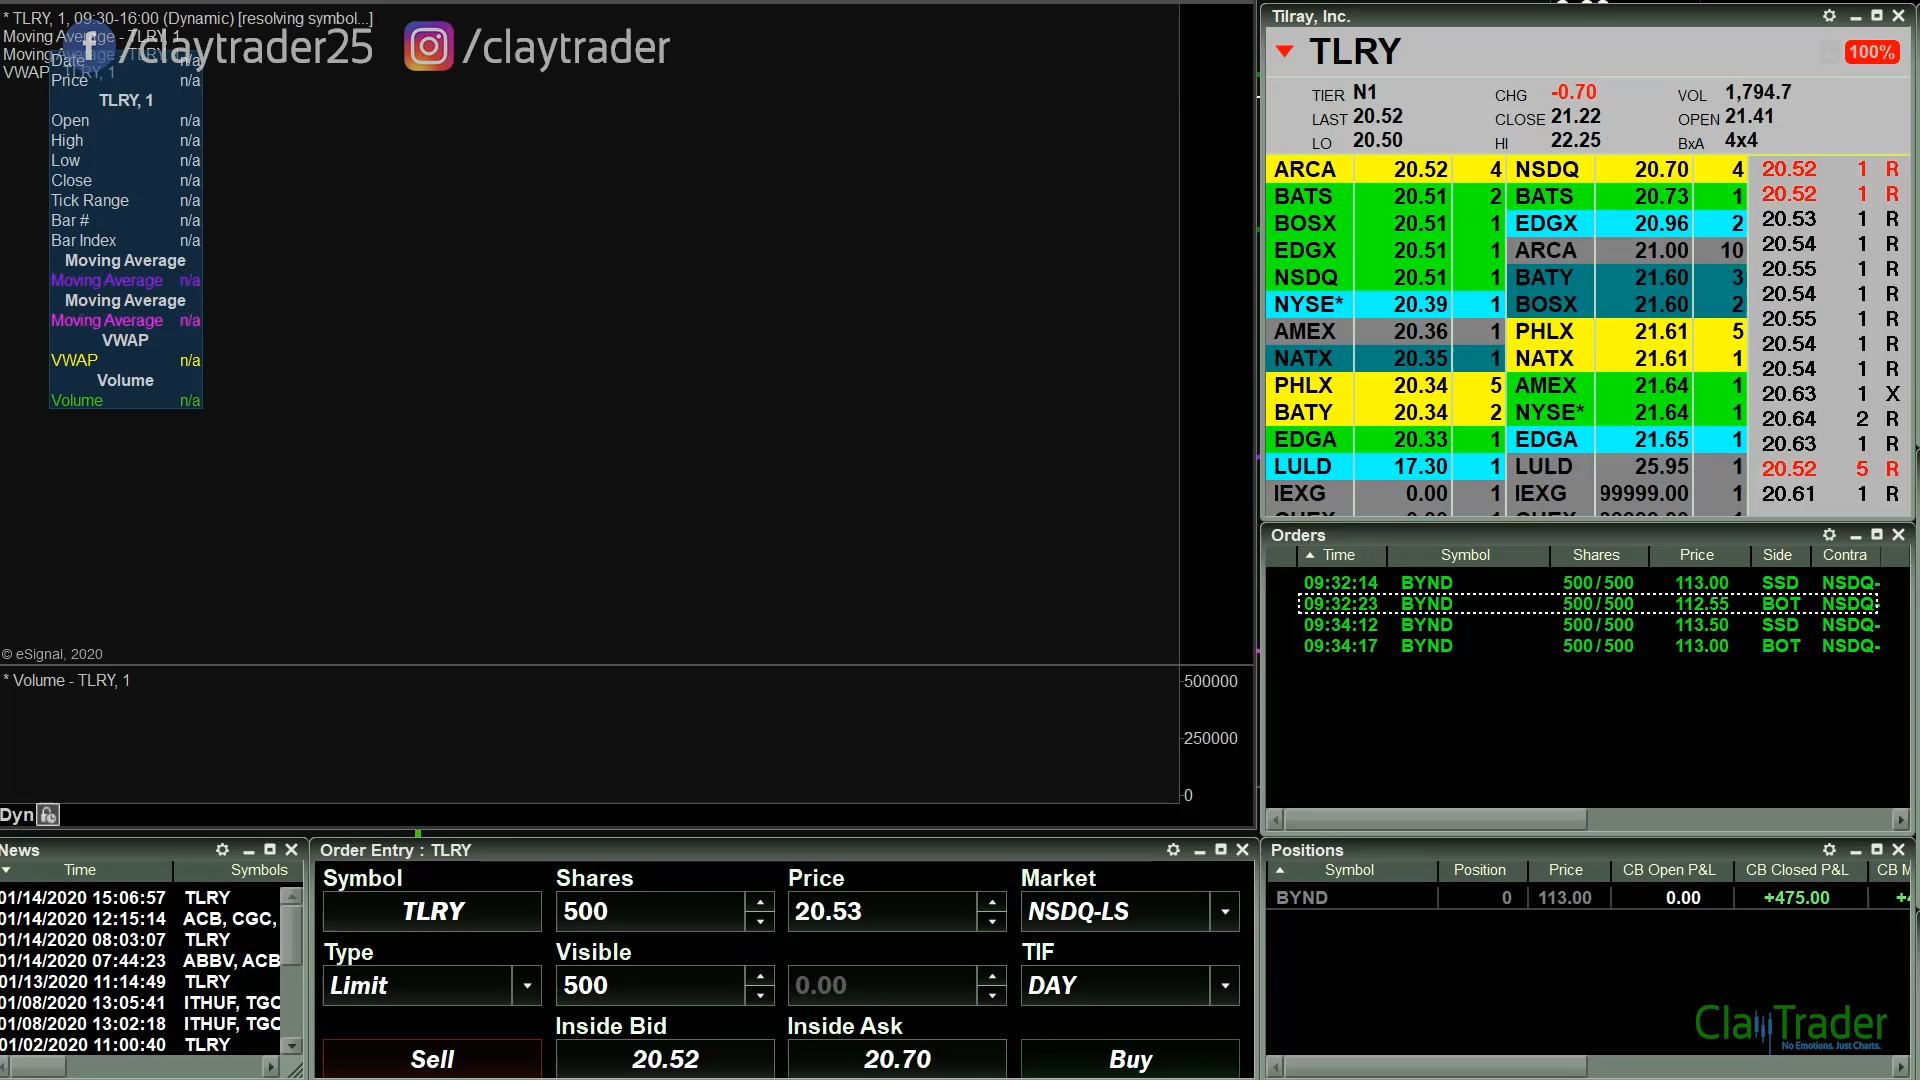 * TLRY, 1, 09:30-16:00 (Dynamic) [resolving symbol...]
Moving Average - TLRY, 1
Moving Average - TLRY, 1
VWAP - TLRY, 1
/claytrader25 /claytrader
Date n/a
Price n/a
TLRY, 1
Open n/a
High n/a
Low n/a
Close n/a
Tick Range n/a
Bar # n/a
Bar Index n/a
Moving Average
Moving Average n/a
Moving Average
Moving Average n/a
VWAP
VWAP n/a
Volume
Volume n/a
© eSignal, 2020
* Volume - TLRY, 1
500000
250000
0
Dyn
Tilray, Inc.
TLRY 100%
TIER N1 CHG -0.70 VOL 1,794.7
LAST 20.52 CLOSE 21.22 OPEN 21.41
LO 20.50 HI 22.25 BxA 4x4
ARCA 20.52 4 NSDQ 20.70 4
BATS 20.51 2 BATS 20.73 1
BOSX 20.51 1 EDGX 20.96 2
EDGX 20.51 1 ARCA 21.00 10
NSDQ 20.51 1 BATY 21.60 3
NYSE* 20.39 1 BOSX 21.60 2
AMEX 20.36 1 PHLX 21.61 5
NATX 20.35 1 NATX 21.61 1
PHLX 20.34 5 AMEX 21.64 1
BATY 20.34 2 NYSE* 21.64 1
EDGA 20.33 1 EDGA 21.65 1
LULD 17.30 1 LULD 25.95 1
IEXG 0.00 1 IEXG 99999.00 1
20.52 1 R
20.52 1 R
20.53 1 R
20.54 1 R
20.55 1 R
20.54 1 R
20.55 1 R
20.54 1 R
20.54 1 R
20.63 1 X
20.64 2 R
20.63 1 R
20.52 5 R
20.61 1 R
Orders
Time Symbol Shares Price Side Contra
09:32:14 BYND 500/500 113.00 SSD NSDQ-
09:32:23 BYND 500/500 112.55 BOT NSDQ-
09:34:12 BYND 500/500 113.50 SSD NSDQ-
09:34:17 BYND 500/500 113.00 BOT NSDQ-
News
Time Symbols
01/14/2020 15:06:57 TLRY
01/14/2020 12:15:14 ACB, CGC,
01/14/2020 08:03:07 TLRY
01/14/2020 07:44:23 ABBV, ACB
01/13/2020 11:14:49 TLRY
01/08/2020 13:05:41 ITHUF, TGC
01/08/2020 13:02:18 ITHUF, TGC
01/02/2020 11:00:40 TLRY
Order Entry : TLRY
Symbol Shares Price Market
TLRY 500 20.53 NSDQ-LS
Type Visible TIF
Limit 500 0.00 DAY
Inside Bid Inside Ask
Sell 20.52 20.70 Buy
Positions
Symbol Position Price CB Open P&L CB Closed P&L CB M
BYND 0 113.00 0.00 +475.00 +4
ClayTrader
No Emotions. Just Charts.